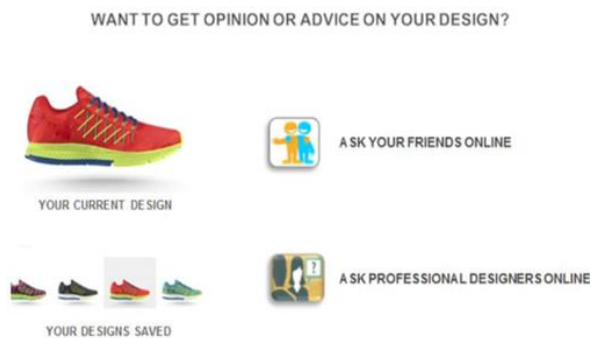 WANT TO GET OPINION OR ADVICE ON YOUR DESIGN?
ASK YOUR FRIENDS ONLINE
YOUR CURRENT DESIGN
?
ASK PROFESSIONAL DESIGNERS ONLINE
YOUR DESIGNS SAVED